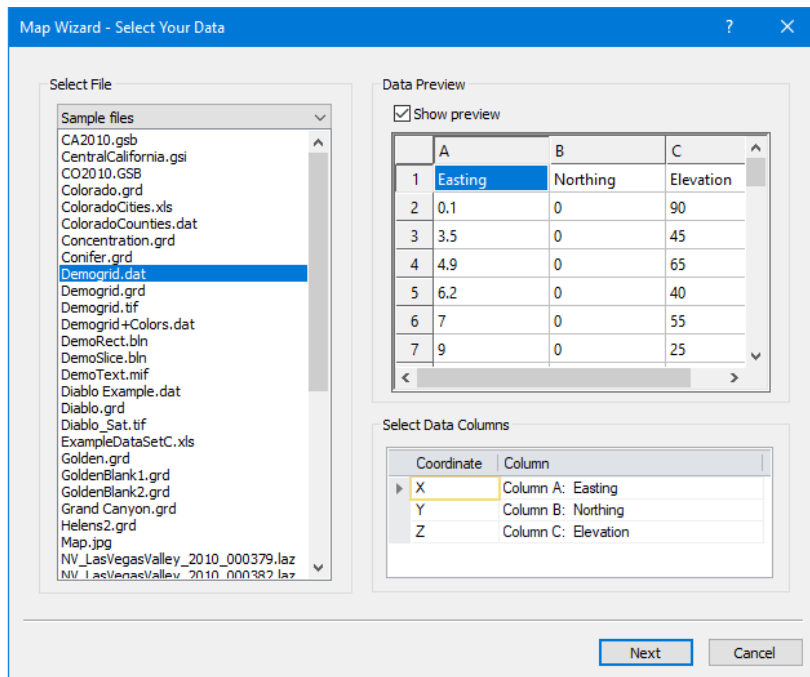 Map Wizard - Select Your Data
Select File
Sample files
CA2010.gsb
CentralCalifornia.gsi
CO2010.GSB
Colorado.grd
ColoradoCities.xls
ColoradoCounties.dat
Concentration.grd
Conifer.grd
Demogrid.dat
Demogrid.grd
Demogrid.tif
Demogrid+Colors.dat
DemoRect.bln
DemoSlice.bln
DemoText.mif
Diablo Example.dat
Diablo.grd
Diablo_Sat.tif
ExampleDataSetC.xls
Golden.grd
GoldenBlank1.grd
GoldenBlank2.grd
Grand Canyon.grd
Helens2.grd
Map.jpg
NV_LasVegasValley_2010_000379.laz
NV_LasVegasValley_2010_000382.laz
Data Preview
Show preview
A B C
1 Easting Northing Elevation
2 0.1 0 90
3 3.5 0 45
4 4.9 0 65
5 6.2 0 40
6 7 0 55
7 9 0 25
Select Data Columns
Coordinate Column
X Column A: Easting
Y Column B: Northing
Z Column C: Elevation
Next Cancel